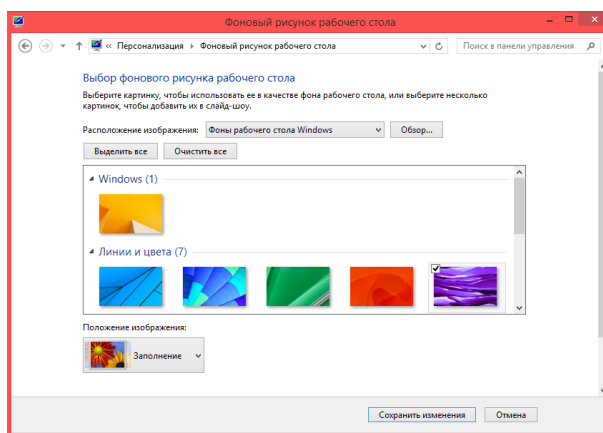 Фоновый рисунок рабочего стола
« Персонализация ▸ Фоновый рисунок рабочего стола
Поиск в панели управления
Выбор фонового рисунка рабочего стола
Выберите картинку, чтобы использовать ее в качестве фона рабочего стола, или выберите несколько
картинок, чтобы добавить их в слайд-шоу.
Расположение изображения: Фоны рабочего стола Windows Обзор...
Выделить все Очистить все
Windows (1)
Линии и цвета (7)
Положение изображения:
Заполнение
Сохранить изменения Отмена